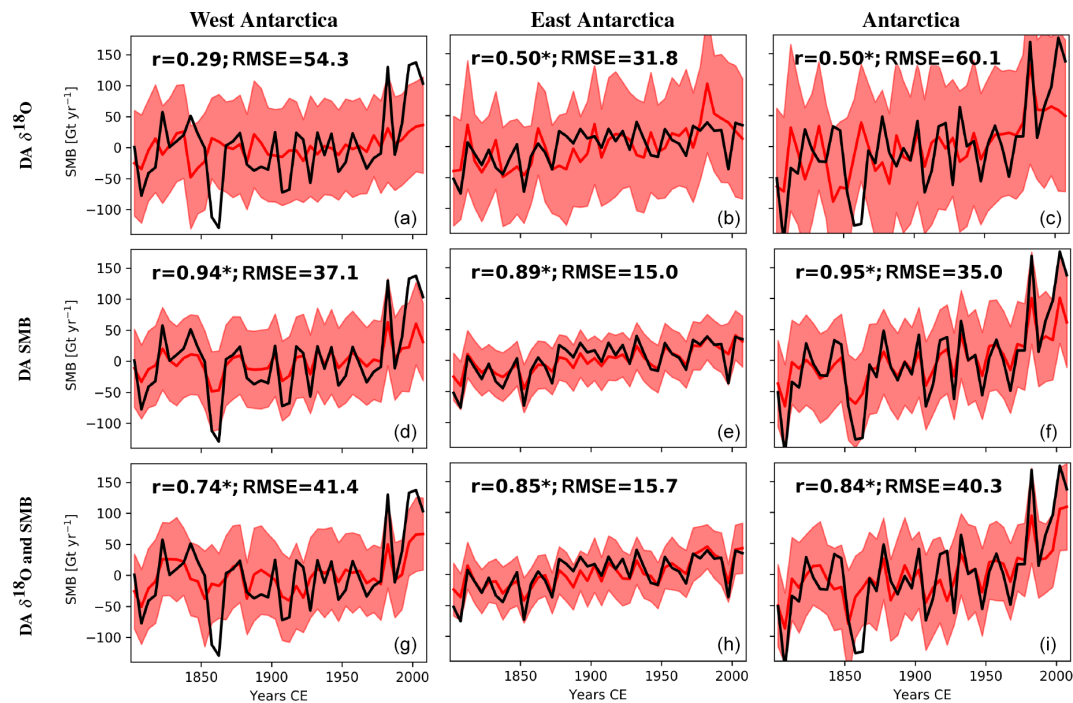 West Antarctica East Antarctica Antarctica
DA δ¹⁸O
SMB [Gt yr⁻¹]
150
100
50
0
−50
−100
r=0.29; RMSE=54.3
(a)
r=0.50*; RMSE=31.8
(b)
r=0.50*; RMSE=60.1
(c)
DA SMB
SMB [Gt yr⁻¹]
150
100
50
0
−50
−100
r=0.94*; RMSE=37.1
(d)
r=0.89*; RMSE=15.0
(e)
r=0.95*; RMSE=35.0
(f)
DA δ¹⁸O and SMB
SMB [Gt yr⁻¹]
150
100
50
0
−50
−100
r=0.74*; RMSE=41.4
(g)
r=0.85*; RMSE=15.7
(h)
r=0.84*; RMSE=40.3
(i)
1850 1900 1950 2000 1850 1900 1950 2000 1850 1900 1950 2000
Years CE Years CE Years CE